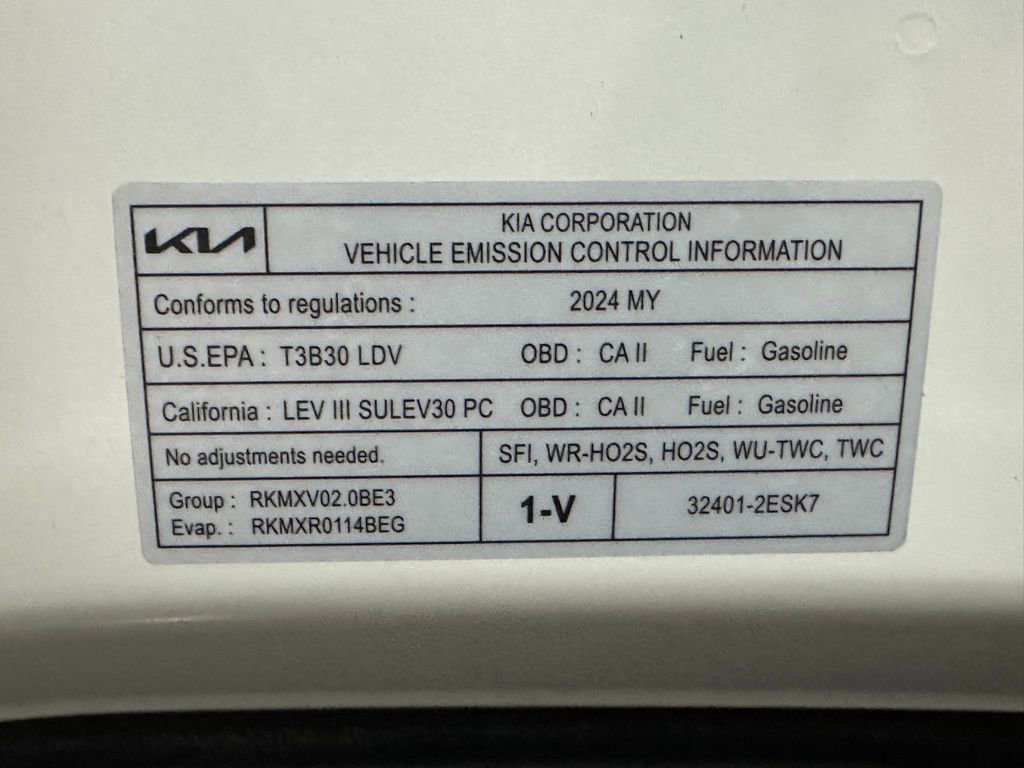 KIA
KIA CORPORATION
VEHICLE EMISSION CONTROL INFORMATION
Conforms to regulations : 2024 MY
U.S.EPA : T3B30 LDV OBD : CA II Fuel : Gasoline
California : LEV III SULEV30 PC OBD : CA II Fuel : Gasoline
No adjustments needed. SFI, WR-HO2S, HO2S, WU-TWC, TWC
Group : RKMXV02.0BE3
Evap. : RKMXR0114BEG
1-V
32401-2ESK7